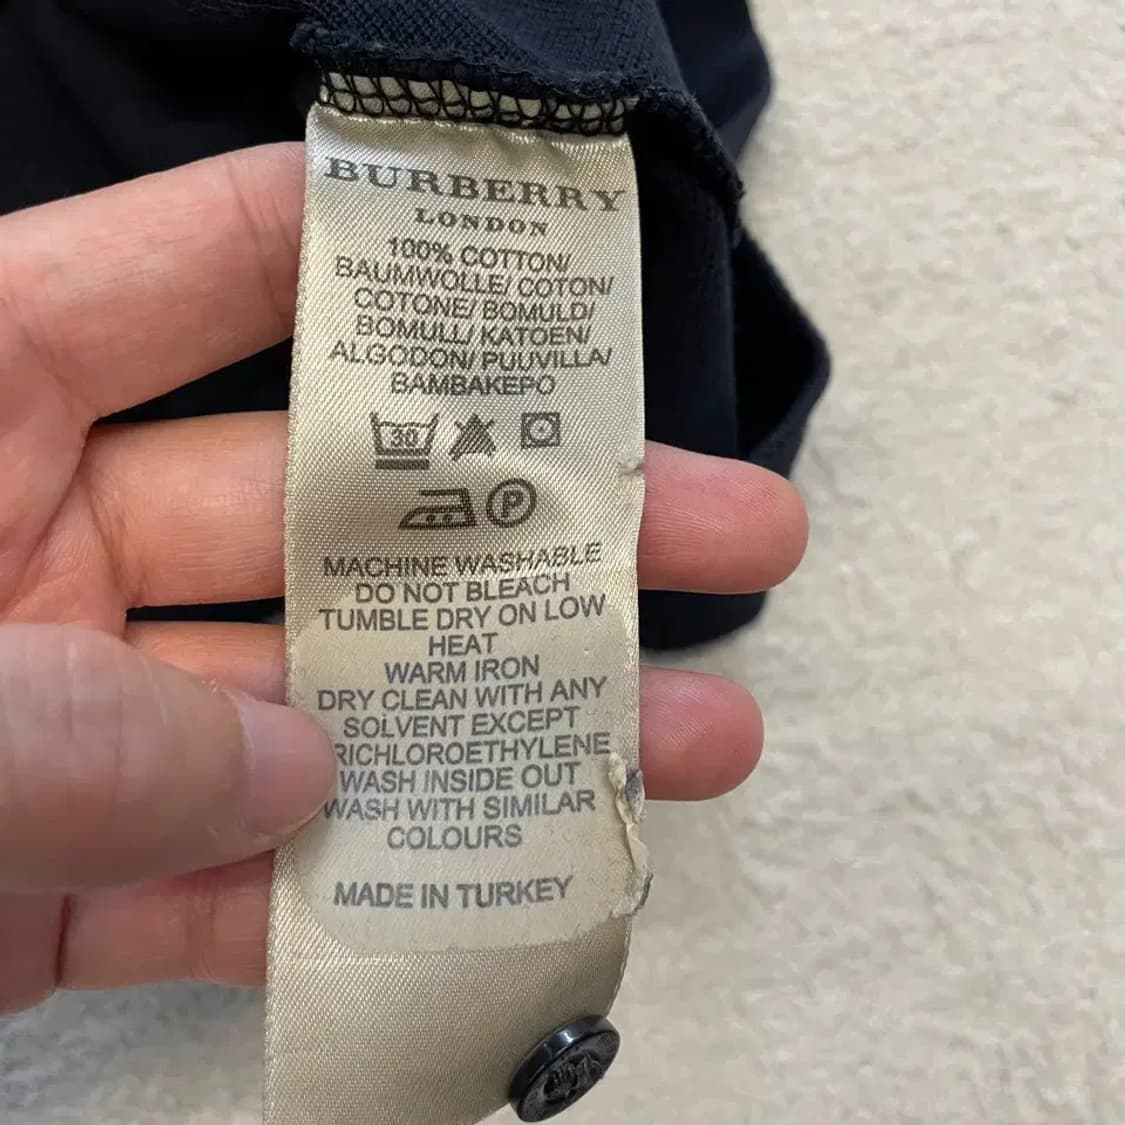 BURBERRY
LONDON
100% COTTON/
BAUMWOLLE/ COTON/
COTONE/ BOMULD/
BOMULL/ KATOEN/
ALGODON/ PUUVILLA/
BAMBAKEPO
30
P
MACHINE WASHABLE
DO NOT BLEACH
TUMBLE DRY ON LOW
HEAT
WARM IRON
DRY CLEAN WITH ANY
SOLVENT EXCEPT
RICHLOROETHYLENE
WASH INSIDE OUT
WASH WITH SIMILAR
COLOURS
MADE IN TURKEY